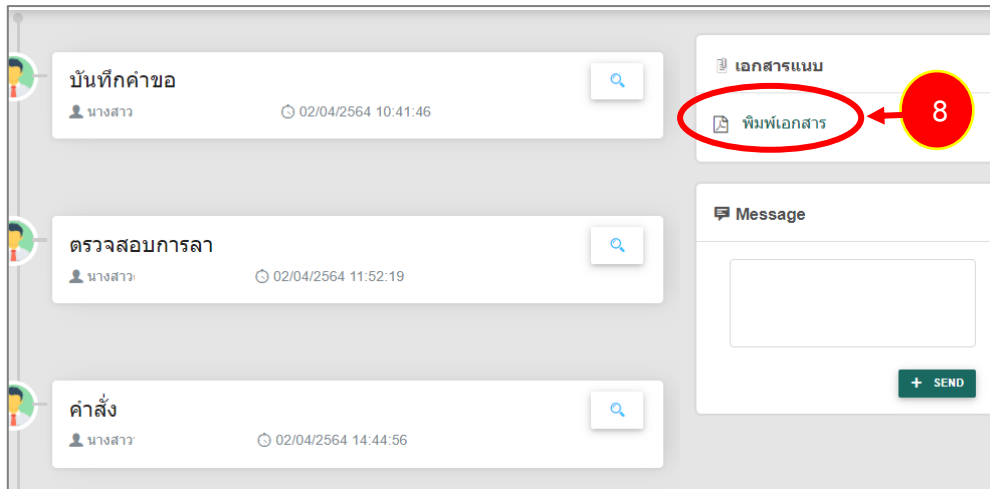 บันทึกคำขอ
นางสาว 02/04/2564 10:41:46
ตรวจสอบการลา
นางสาว 02/04/2564 11:52:19
คำสั่ง
นางสาว 02/04/2564 14:44:56
เอกสารแนบ
พิมพ์เอกสาร
8
Message
+ SEND